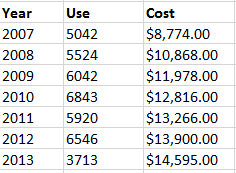 Year Use Cost
2007 5042 $8,774.00
2008 5524 $10,868.00
2009 6042 $11,978.00
2010 6843 $12,816.00
2011 5920 $13,266.00
2012 6546 $13,900.00
2013 3713 $14,595.00